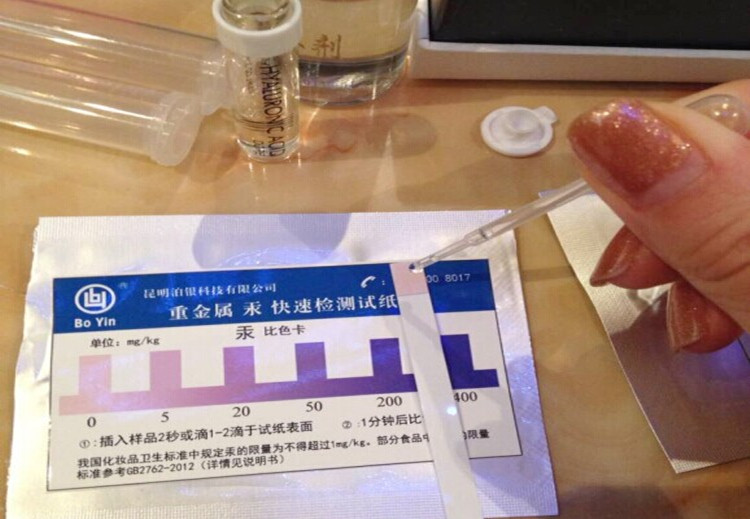 小剂
HYALURONIC ACID
昆明泊银科技有限公司
00 8017
Bo Yin
重金属 汞 快速检测试纸
单位：mg/kg
汞 比色卡
0 5 20 50 200 400
①：插入样品2秒或滴1-2滴于试纸表面 ②：1分钟后比
我国化妆品卫生标准中规定汞的限量为不得超过1mg/kg。部分食品中 的限量
标准参考GB2762-2012（详情见说明书）